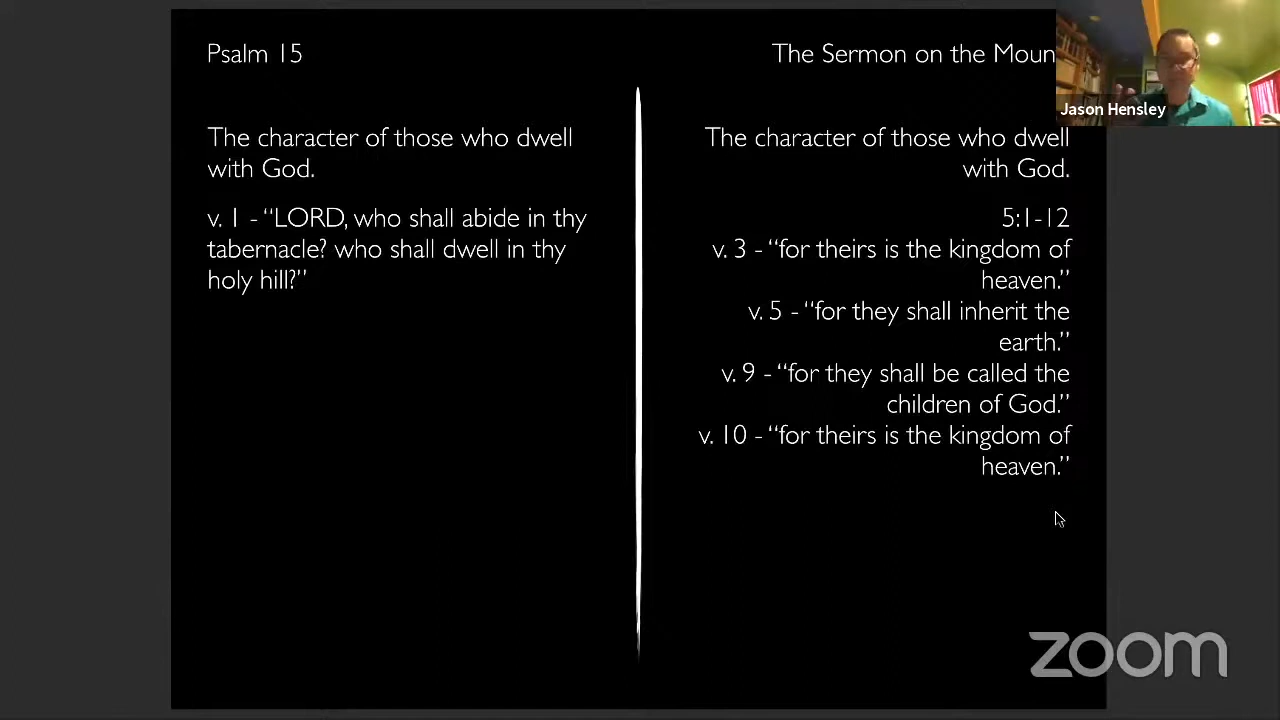 Psalm 15
The character of those who dwell
with God.
v. 1 - “LORD, who shall abide in thy
tabernacle? who shall dwell in thy
holy hill?”
The Sermon on the Moun
The character of those who dwell
with God.
5:1-12
v. 3 - “for theirs is the kingdom of
heaven.”
v. 5 - “for they shall inherit the
earth.”
v. 9 - “for they shall be called the
children of God.”
v. 10 - “for theirs is the kingdom of
heaven.”
Jason Hensley
zoom